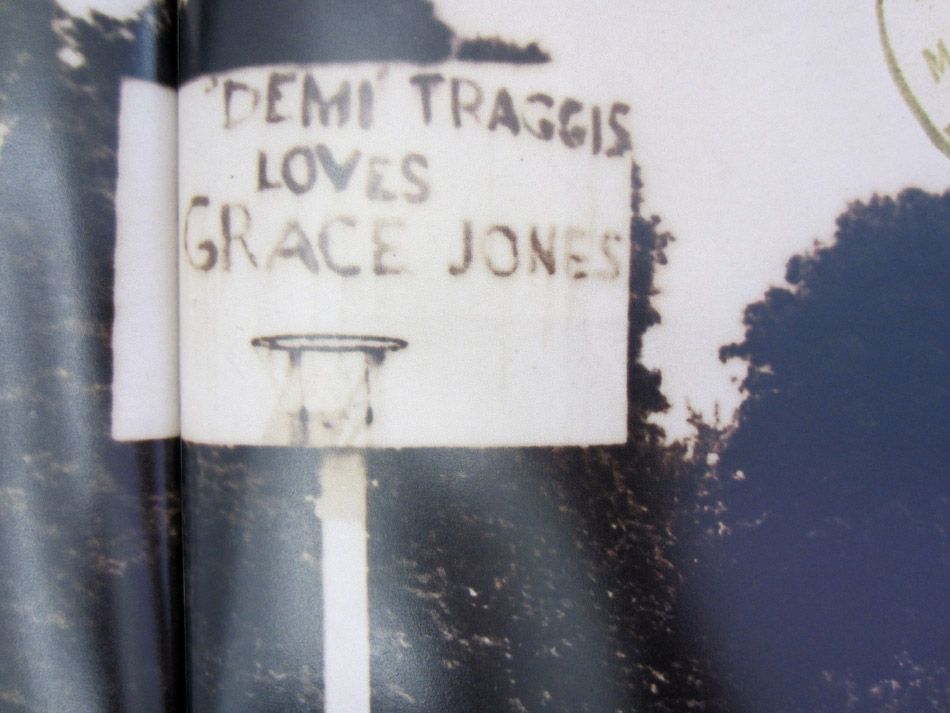 'DEMI' TRAGGIS
LOVES
GRACE JONES